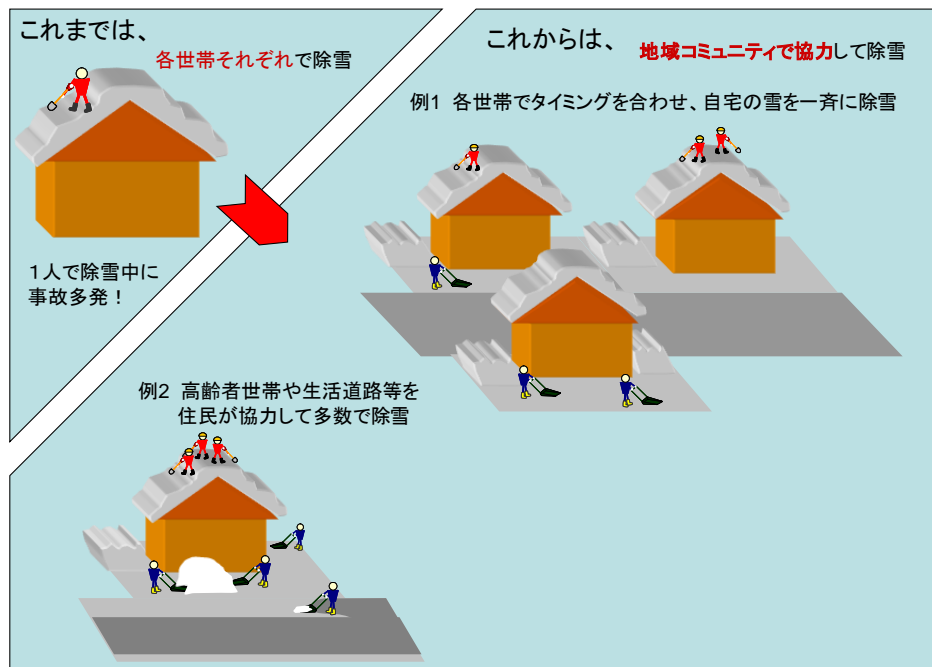 これまでは、
各世帯それぞれで除雪
1人で除雪中に
事故多発！
これからは、
地域コミュニティで協力して除雪
例1 各世帯でタイミングを合わせ、自宅の雪を一斉に除雪
例2 高齢者世帯や生活道路等を
住民が協力して多数で除雪